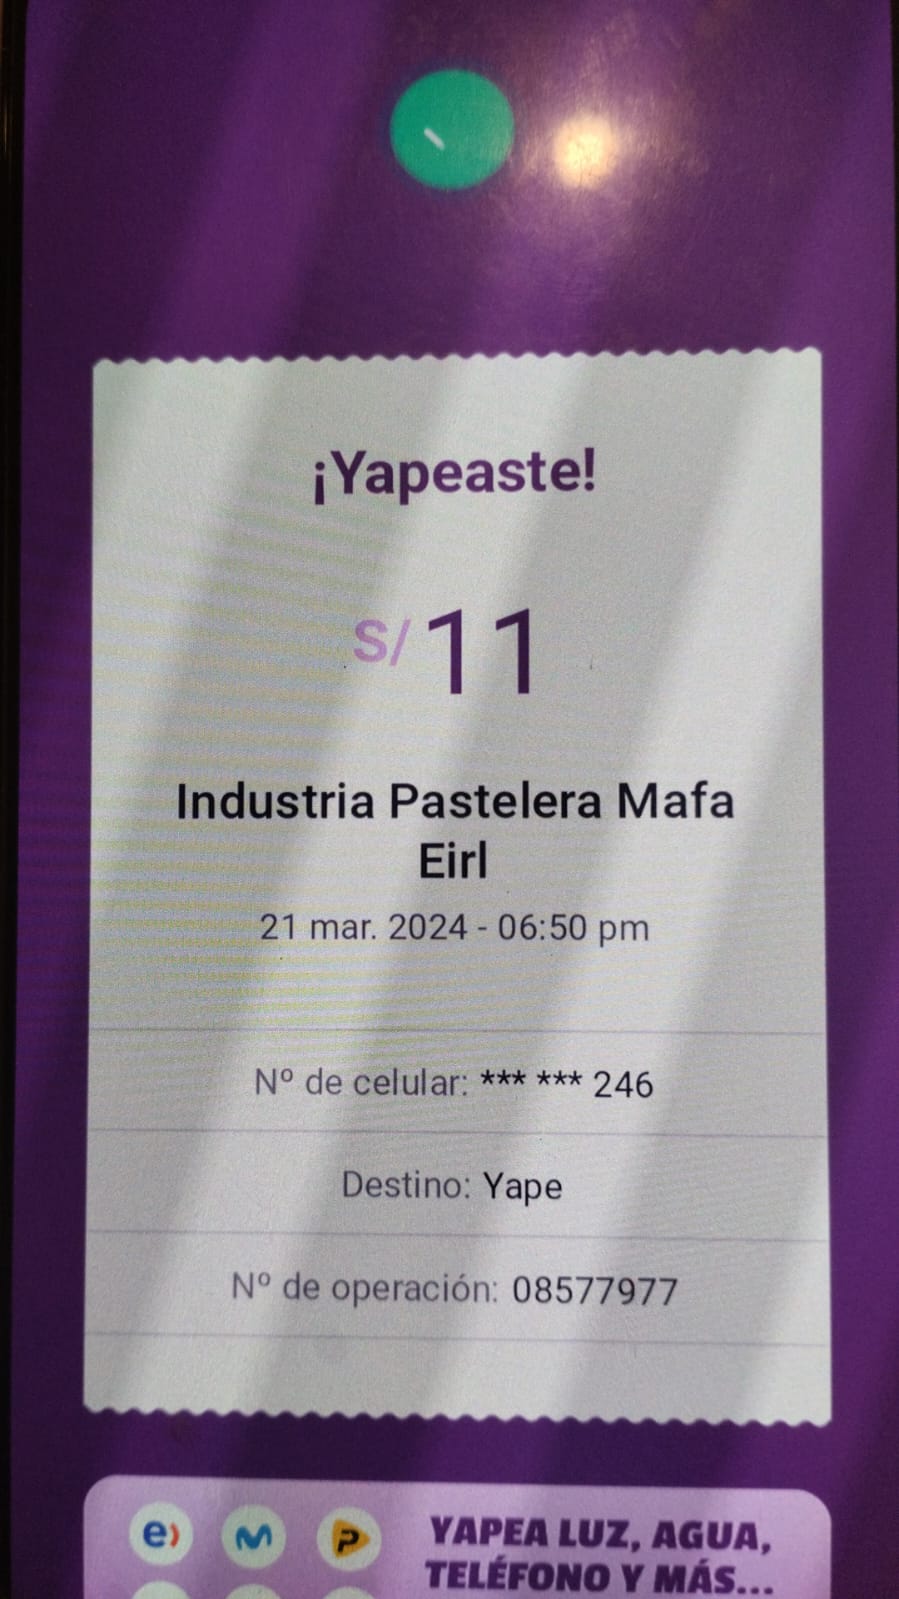 ¡Yapeaste!
S/ 11
Industria Pastelera Mafa
Eirl
21 mar. 2024 - 06:50 pm
Nº de celular: *** *** 246
Destino: Yape
Nº de operación: 08577977
e) M P YAPEA LUZ, AGUA,
TELÉFONO Y MÁS...